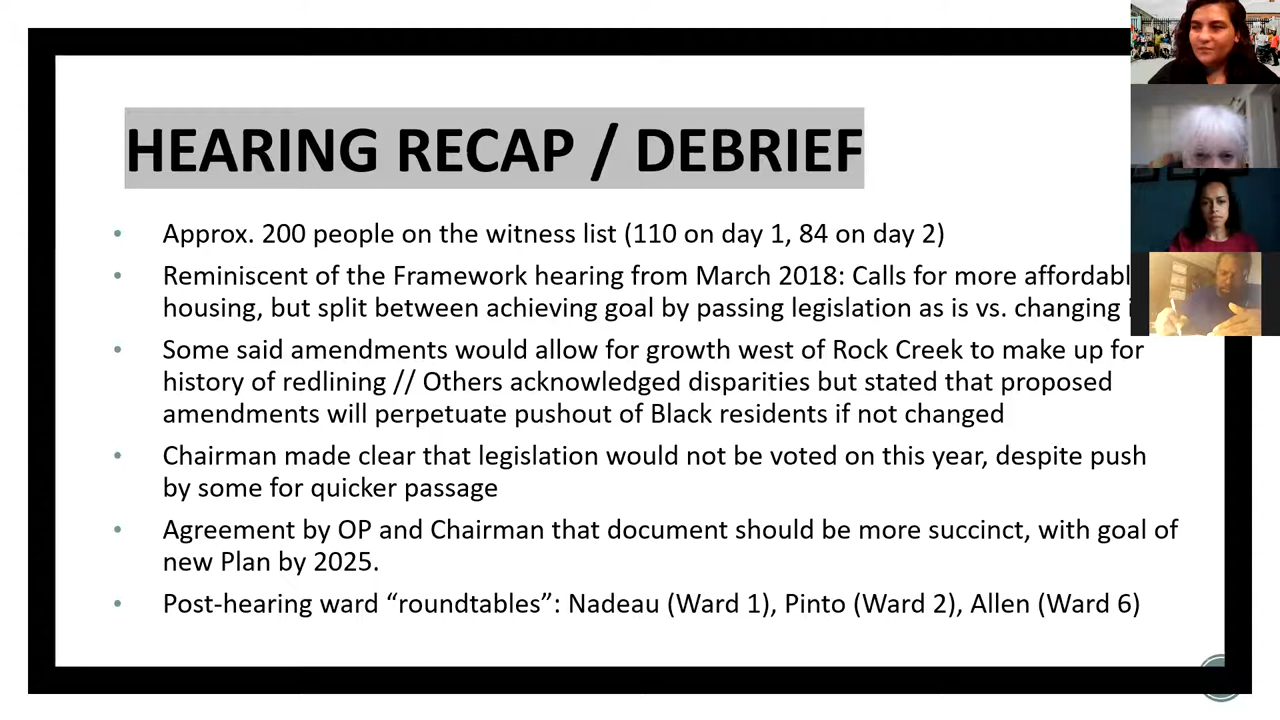 HEARING RECAP / DEBRIEF
• Approx. 200 people on the witness list (110 on day 1, 84 on day 2)
• Reminiscent of the Framework hearing from March 2018: Calls for more affordabl
housing, but split between achieving goal by passing legislation as is vs. changing
• Some said amendments would allow for growth west of Rock Creek to make up for
history of redlining // Others acknowledged disparities but stated that proposed
amendments will perpetuate pushout of Black residents if not changed
• Chairman made clear that legislation would not be voted on this year, despite push
by some for quicker passage
• Agreement by OP and Chairman that document should be more succinct, with goal of
new Plan by 2025.
• Post-hearing ward “roundtables”: Nadeau (Ward 1), Pinto (Ward 2), Allen (Ward 6)